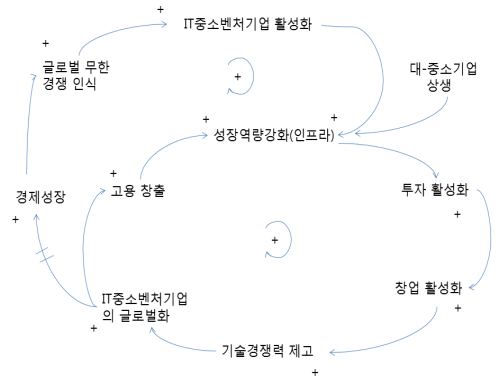 +
IT중소벤처기업 활성화
+
글로벌 무한
경쟁 인식
+
대-중소기업
상생
+
+
성장역량강화(인프라)
+
고용 창출
투자 활성화
+
경제성장
+
+
창업 활성화
+
IT중소벤처기업
의 글로벌화
+
기술경쟁력 제고
+